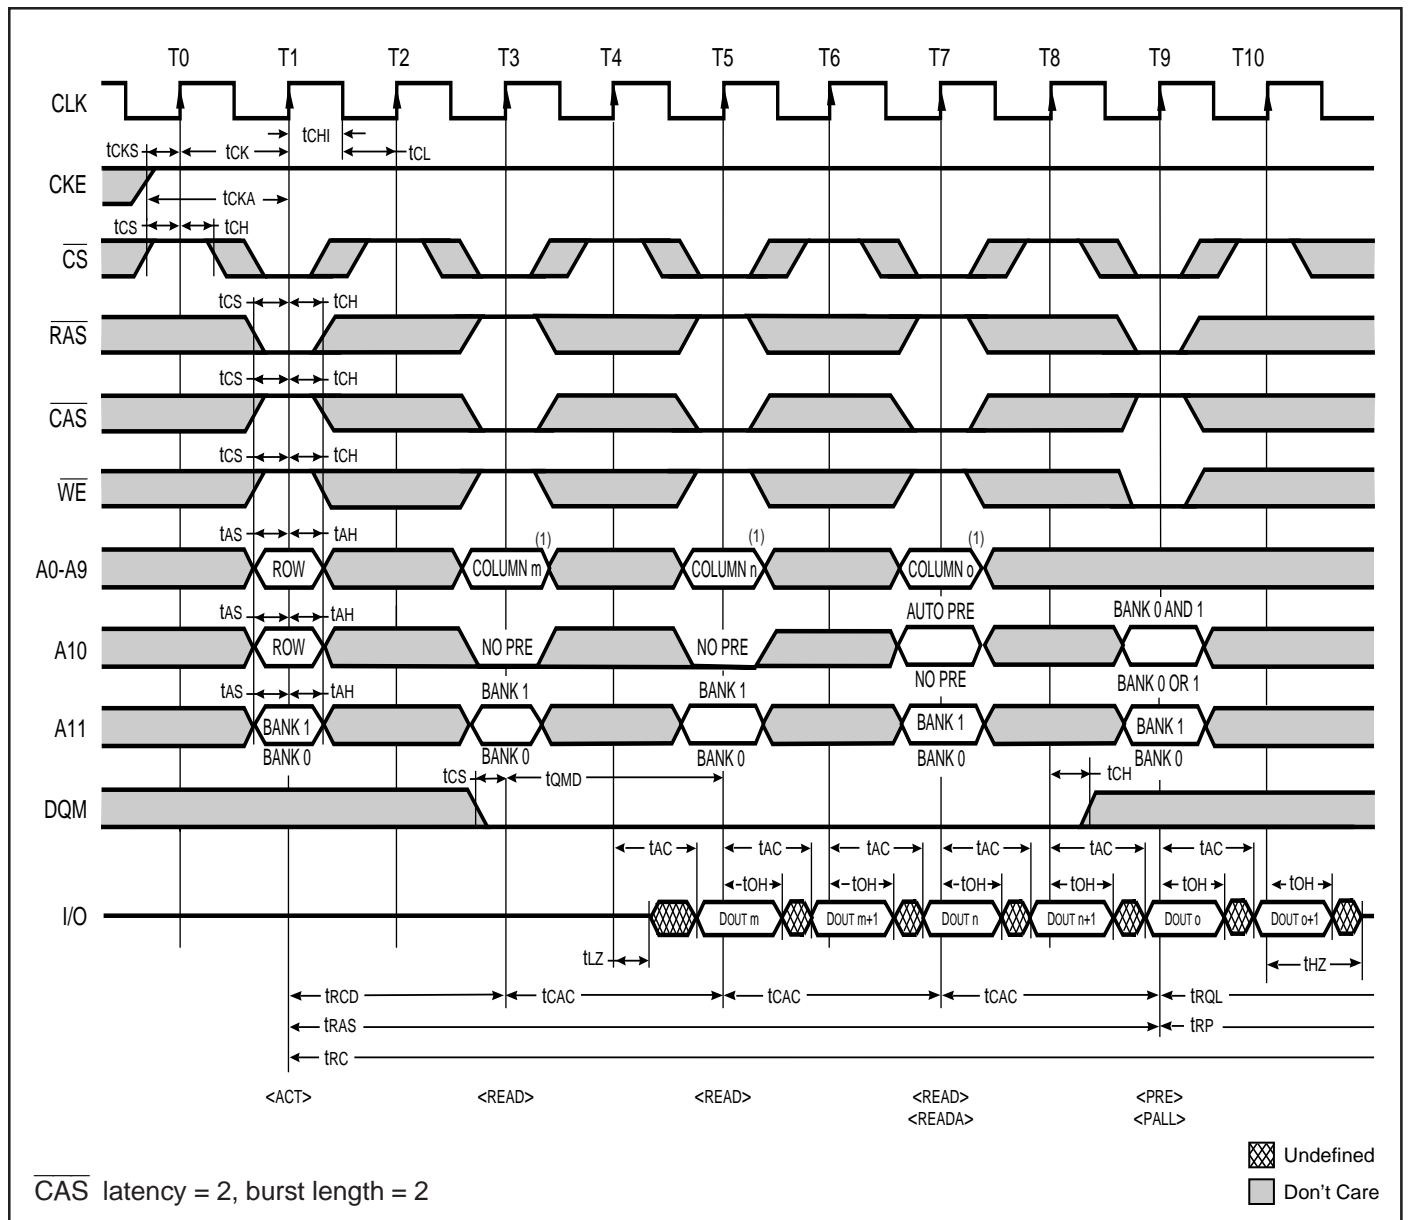 T0 T1 T2 T3 T4 T5 T6 T7 T8 T9 T10
CLK
tCHI
tCKS tCK tCL
CKE
tCKA
tCS tCH
CS
tCS tCH
RAS
tCS tCH
CAS
tCS tCH
WE
tAS tAH (1) (1) (1)
A0-A9 ROW COLUMN m COLUMN n COLUMN o
AUTO PRE BANK 0 AND 1
tAS tAH
A10 ROW NO PRE NO PRE
NO PRE BANK 0 OR 1
tAS tAH BANK 1 BANK 1
A11 BANK 1 BANK 1 BANK 1
BANK 0 BANK 0 BANK 0 BANK 0 BANK 0
tCS tQMD tCH
DQM
tAC tAC tAC tAC tAC tAC
tOH tOH tOH tOH tOH tOH
I/O DOUT m DOUT m+1 DOUT n DOUT n+1 DOUT o DOUT o+1
tLZ tHZ
tRCD tCAC tCAC tCAC tRQL
tRAS tRP
tRC
<ACT> <READ> <READ> <READ> <PRE>
<READA> <PALL>
Undefined
CAS latency = 2, burst length = 2
Don't Care